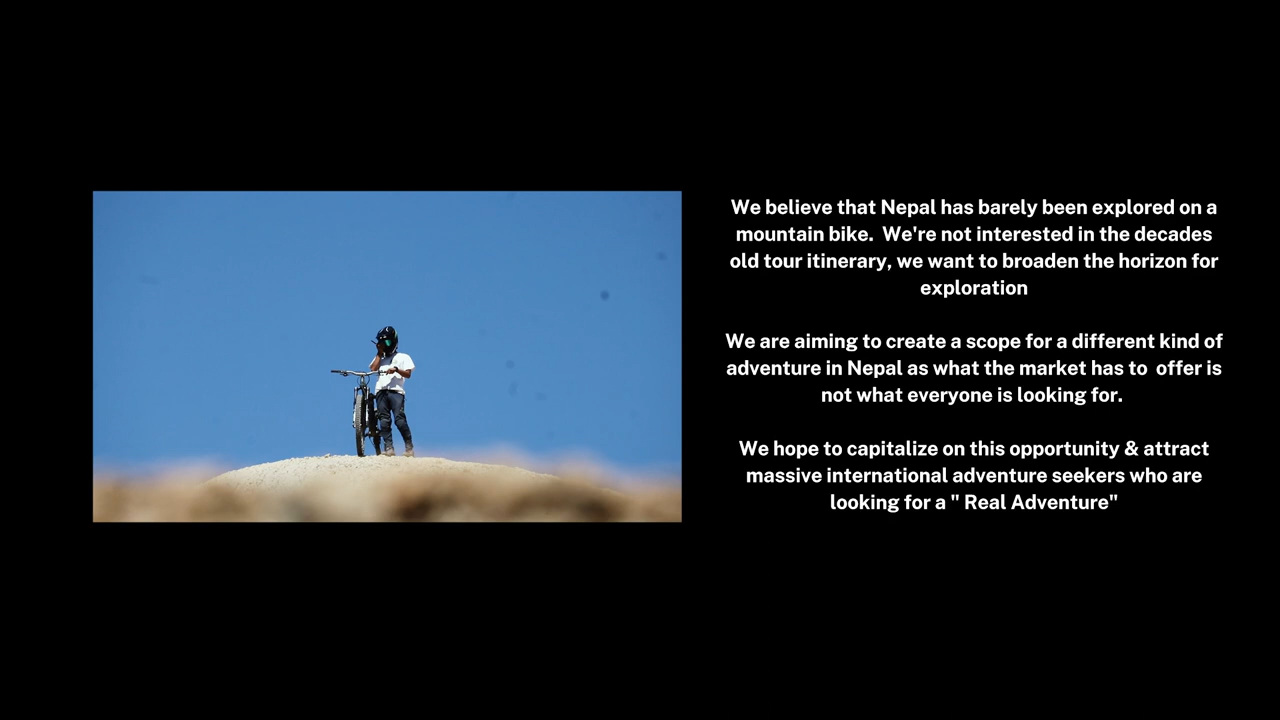 We believe that Nepal has barely been explored on a
mountain bike.  We're not interested in the decades
old tour itinerary, we want to broaden the horizon for
exploration
We are aiming to create a scope for a different kind of
adventure in Nepal as what the market has to  offer is
not what everyone is looking for.
We hope to capitalize on this opportunity & attract
massive international adventure seekers who are
looking for a " Real Adventure"